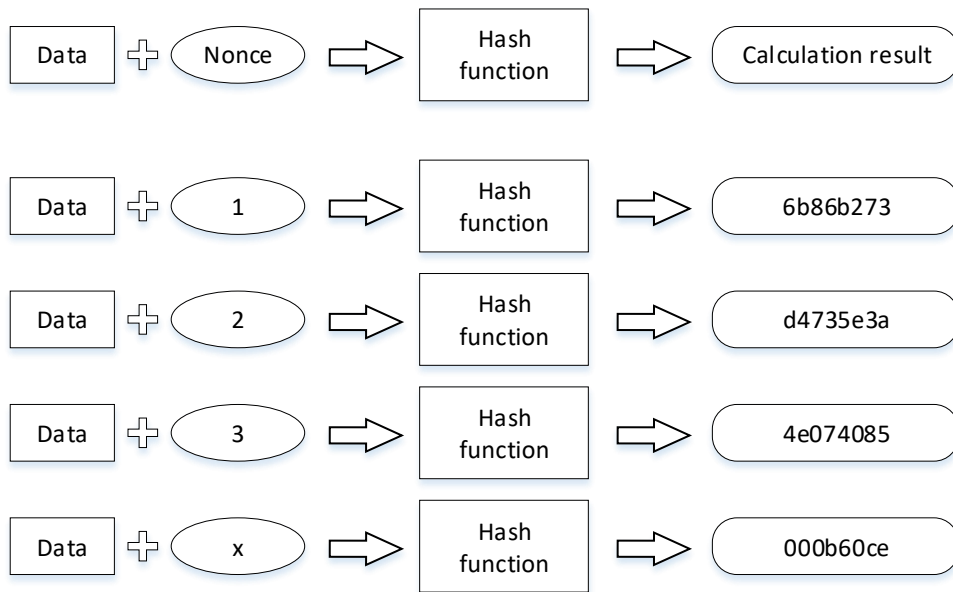 Data Nonce Hash function Calculation result
Data 1 Hash function 6b86b273
Data 2 Hash function d4735e3a
Data 3 Hash function 4e074085
Data x Hash function 000b60ce